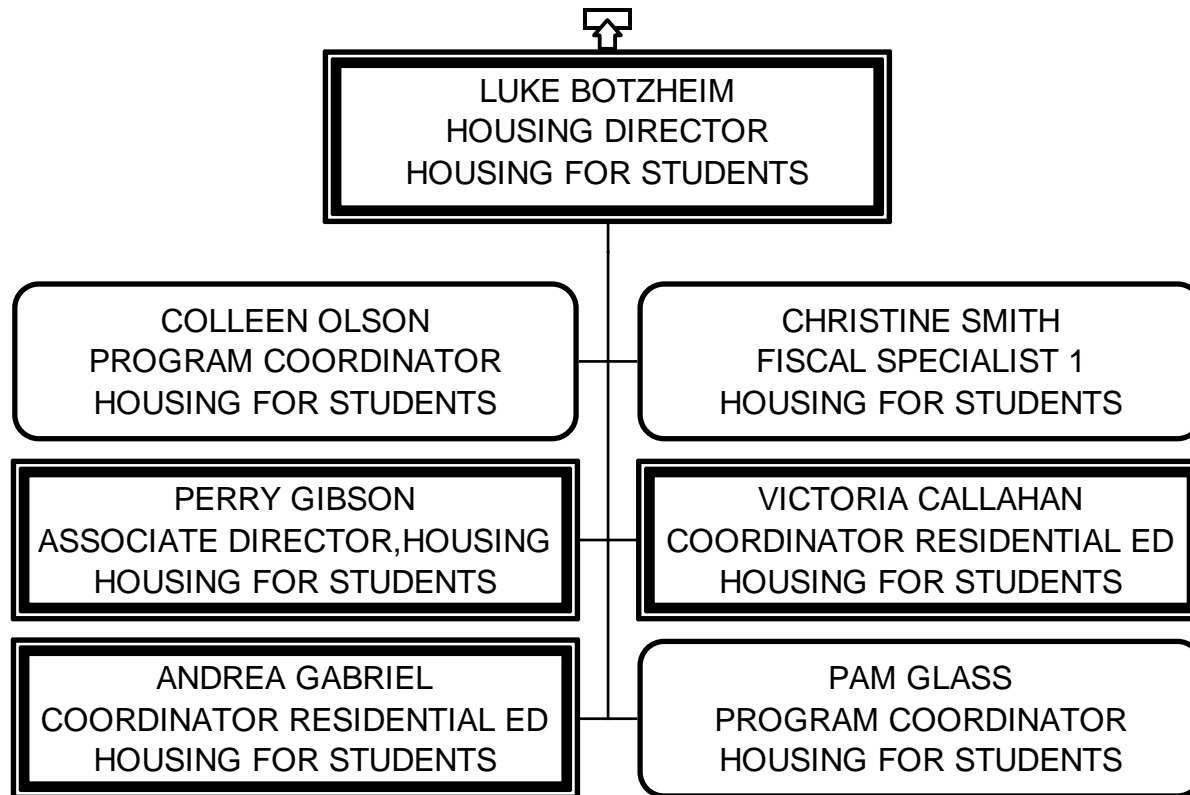 LUKE BOTZHEIM
HOUSING DIRECTOR
HOUSING FOR STUDENTS
COLLEEN OLSON
PROGRAM COORDINATOR
HOUSING FOR STUDENTS
CHRISTINE SMITH
FISCAL SPECIALIST 1
HOUSING FOR STUDENTS
PERRY GIBSON
ASSOCIATE DIRECTOR,HOUSING
HOUSING FOR STUDENTS
VICTORIA CALLAHAN
COORDINATOR RESIDENTIAL ED
HOUSING FOR STUDENTS
ANDREA GABRIEL
COORDINATOR RESIDENTIAL ED
HOUSING FOR STUDENTS
PAM GLASS
PROGRAM COORDINATOR
HOUSING FOR STUDENTS